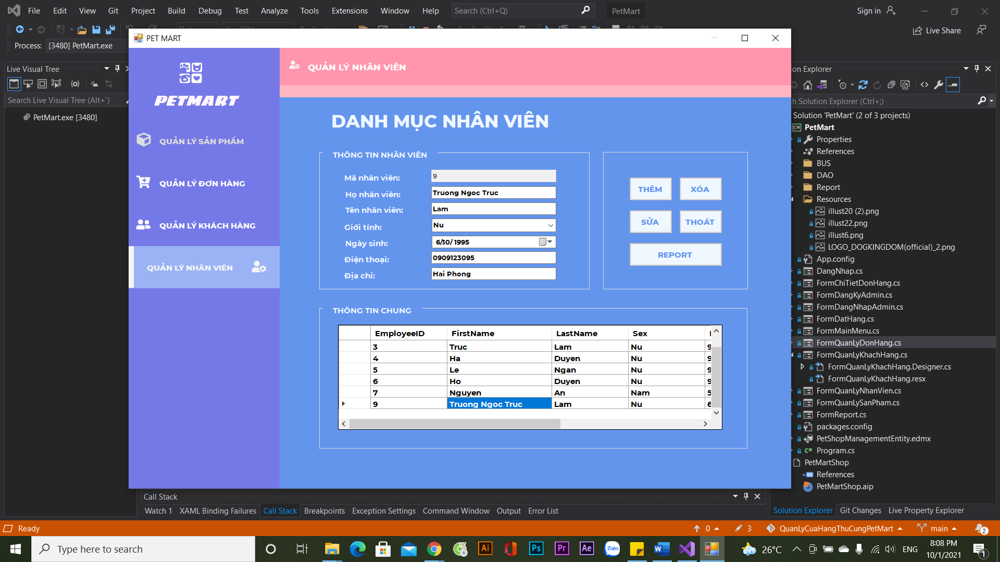 File Edit View Git Project Build Debug Test Analyze Tools Extensions Window Help Search (Ctrl+Q) PetMart Sign in
Live Share
Process: [3480] PetMart.exe
Live Visual Tree
Search Live Visual Tree (Alt+`)
PetMart.exe [3480]
PET MART
PETMART
QUẢN LÝ SẢN PHẨM
QUẢN LÝ ĐƠN HÀNG
QUẢN LÝ KHÁCH HÀNG
QUẢN LÝ NHÂN VIÊN
QUẢN LÝ NHÂN VIÊN
DANH MỤC NHÂN VIÊN
THÔNG TIN NHÂN VIÊN
Mã nhân viên: 9
Họ nhân viên: Truong Ngoc Truc
Tên nhân viên: Lam
Giới tính: Nu
Ngày sinh: 6/30/1995
Điện thoại: 0909123095
Địa chỉ: Hai Phong
THÊM XÓA
SỬA THOÁT
REPORT
THÔNG TIN CHUNG
EmployeeID FirstName LastName Sex
3 Truc Lam Nu 9
4 Ha Duyen Nu 9
5 Le Ngan Nu 9
6 Ho Duyen Nu 9
7 Nguyen An Nam 5
9 Truong Ngoc Truc Lam Nu 6
on Explorer
h Solution Explorer (Ctrl+;)
Solution 'PetMart' (2 of 3 projects)
PetMart
Properties
References
BUS
DAO
Report
Resources
illust20 (2).png
illust22.png
illust6.png
LOGO_DOGKINGDOM(official)_2.png
App.config
DangNhap.cs
FormChiTietDonHang.cs
FormDangKyAdmin.cs
FormDangNhapAdmin.cs
FormDatHang.cs
FormMainMenu.cs
FormQuanLyDonHang.cs
FormQuanLyKhachHang.cs
FormQuanLyKhachHang.Designer.cs
FormQuanLyKhachHang.resx
FormQuanLyNhanVien.cs
FormQuanLySanPham.cs
FormReport.cs
packages.config
PetShopManagementEntity.edmx
Program.cs
PetMartShop
References
PetMartShop.aip
Call Stack
Watch 1 XAML Binding Failures Call Stack Breakpoints Exception Settings Command Window Output Error List
Solution Explorer Git Changes Live Property Explorer
Ready 0 3 QuanLyCuaHangThuCungPetMart main 2
Type here to search
Ai Ps Pr Ae Zalo
26°C ENG
8:08 PM
10/1/2021
1